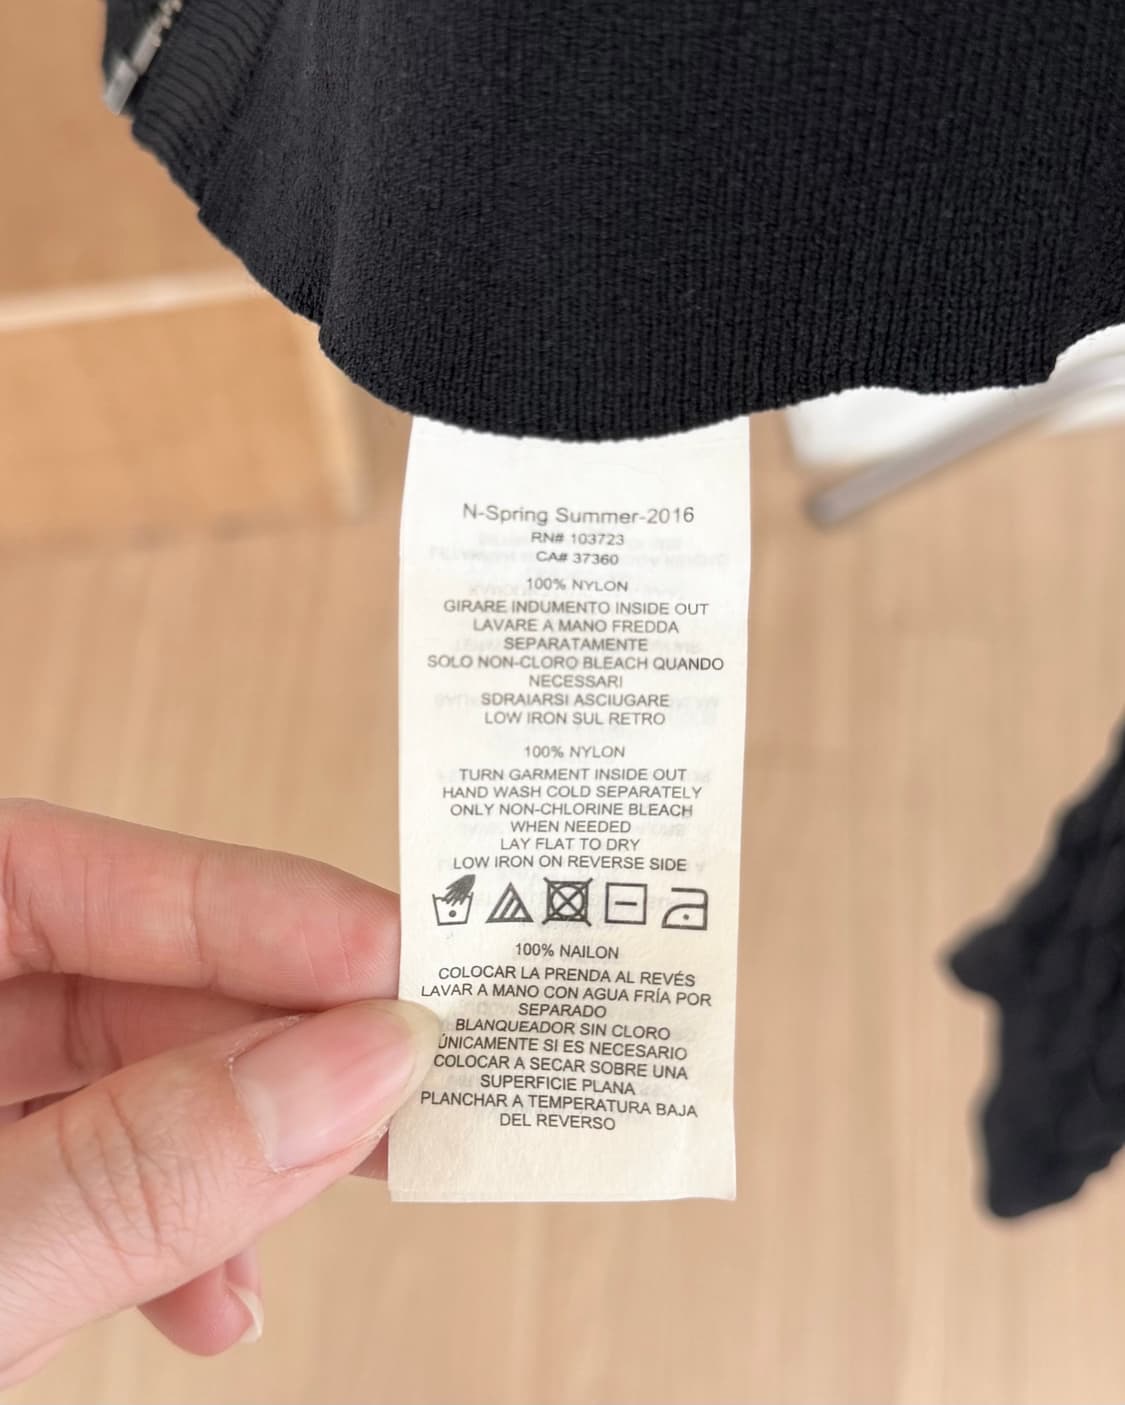 N-Spring Summer-2016
RN# 103723
CA# 37360
100% NYLON
GIRARE INDUMENTO INSIDE OUT
LAVARE A MANO FREDDA
SEPARATAMENTE
SOLO NON-CLORO BLEACH QUANDO
NECESSARI
SDRAIARSI ASCIUGARE
LOW IRON SUL RETRO
100% NYLON
TURN GARMENT INSIDE OUT
HAND WASH COLD SEPARATELY
ONLY NON-CHLORINE BLEACH
WHEN NEEDED
LAY FLAT TO DRY
LOW IRON ON REVERSE SIDE
100% NAILON
COLOCAR LA PRENDA AL REVÉS
LAVAR A MANO CON AGUA FRÍA POR
SEPARADO
BLANQUEADOR SIN CLORO
ÚNICAMENTE SI ES NECESARIO
COLOCAR A SECAR SOBRE UNA
SUPERFICIE PLANA
PLANCHAR A TEMPERATURA BAJA
DEL REVERSO